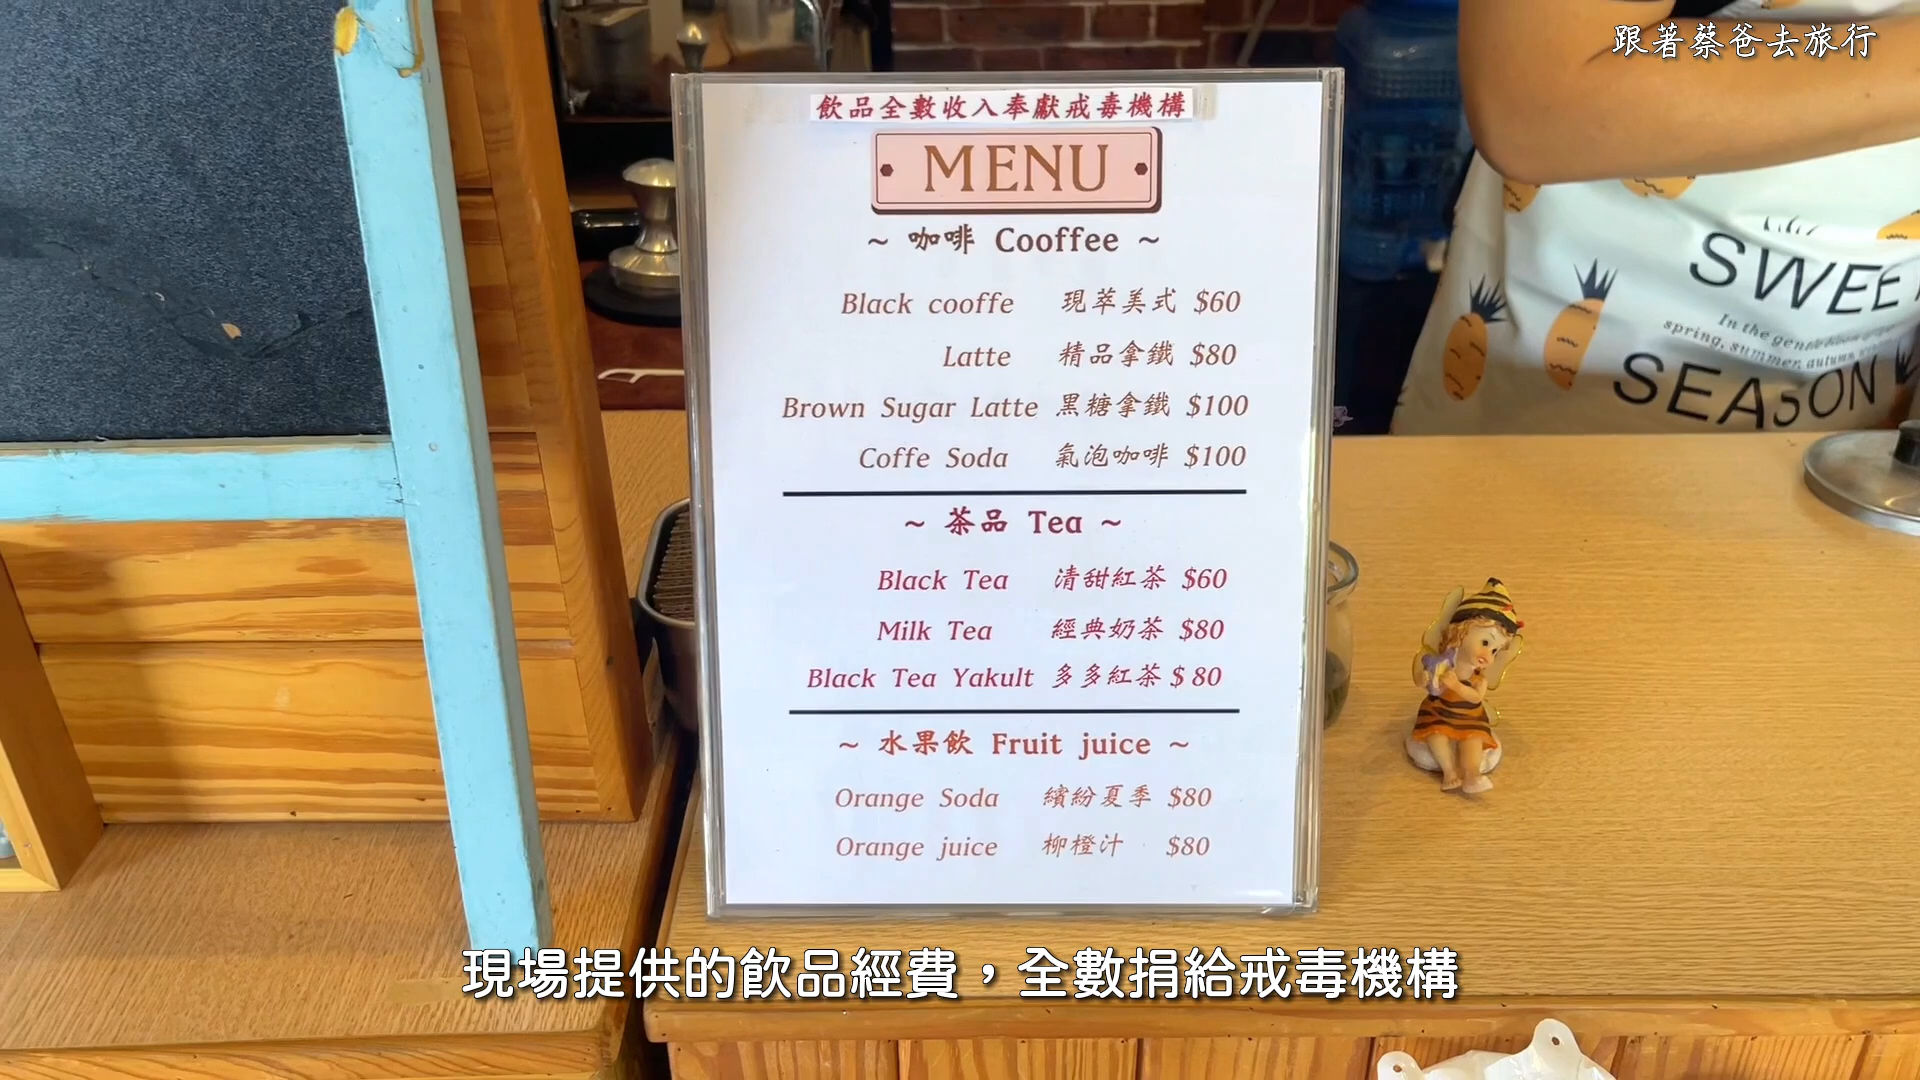 跟著蔡爸去旅行
飲品全數收入奉獻戒毒機構
MENU
~ 咖啡 Cooffee ~
Black cooffe 現萃美式 $60
Latte 精品拿鐵 $80
Brown Sugar Latte 黑糖拿鐵 $100
Coffe Soda 氣泡咖啡 $100
~ 茶品 Tea ~
Black Tea 清甜紅茶 $60
Milk Tea 經典奶茶 $80
Black Tea Yakult 多多紅茶 $ 80
~ 水果飲 Fruit juice ~
Orange Soda 繽紛夏季 $80
Orange juice 柳橙汁 $80
SWEE
In the gentle
spring, summer, autumn,
SEASON
現場提供的飲品經費，全數捐給戒毒機構